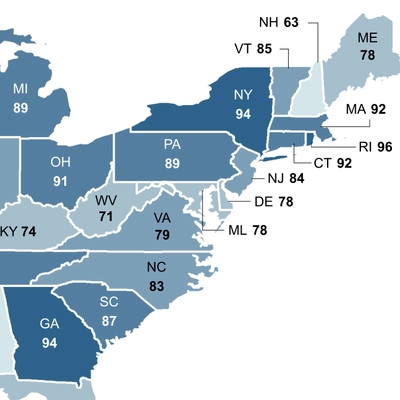 NH 63
ME
78
VT 85
MI
89
NY
94
MA 92
PA
89
RI 96
CT 92
OH
91
NJ 84
WV
71
DE 78
VA
79
KY 74
ML 78
NC
83
SC
87
GA
94